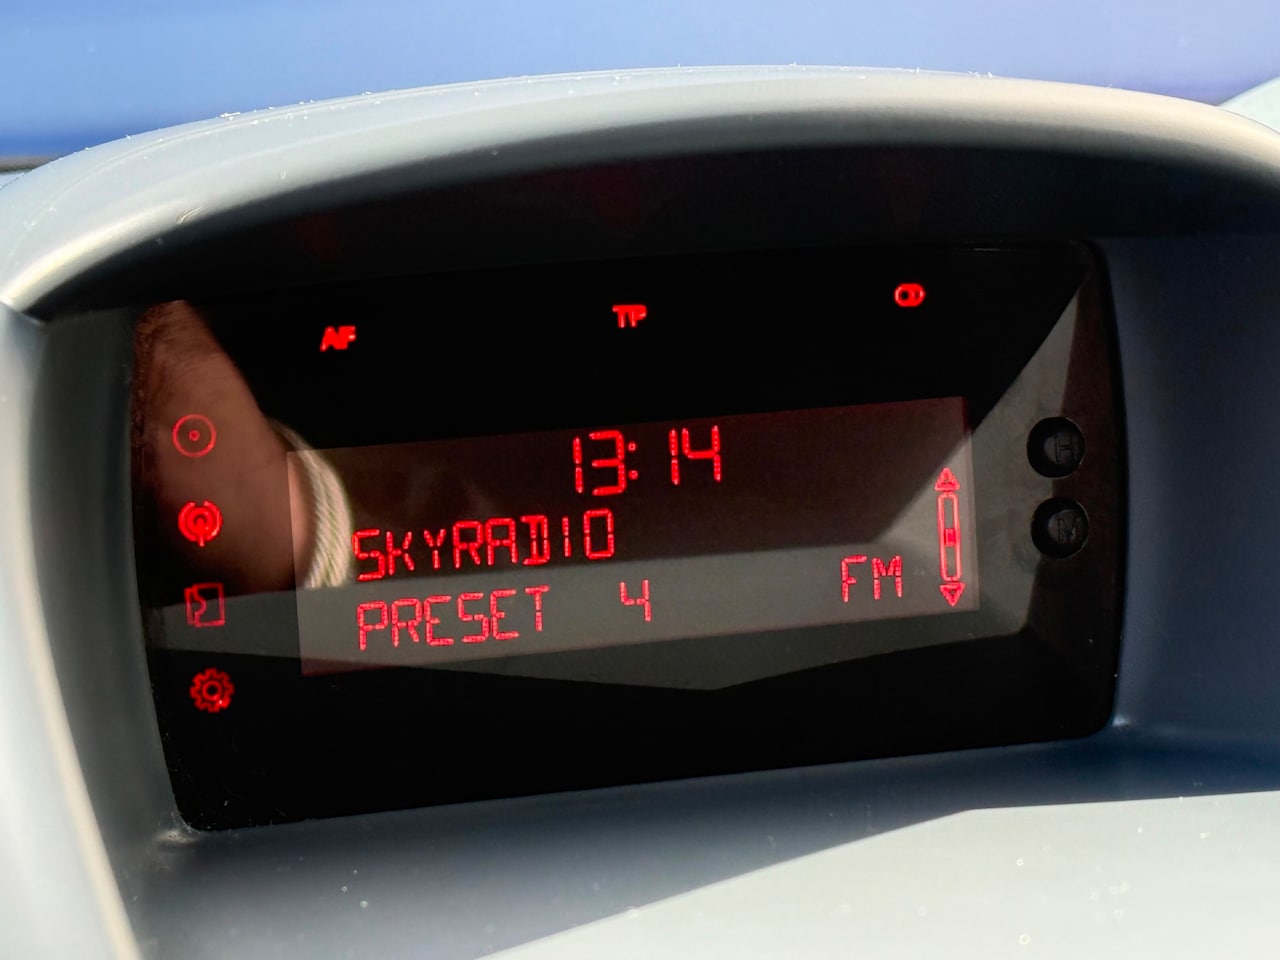 AF TP
13:14
SKYRADIO
PRESET 4 FM
H
M